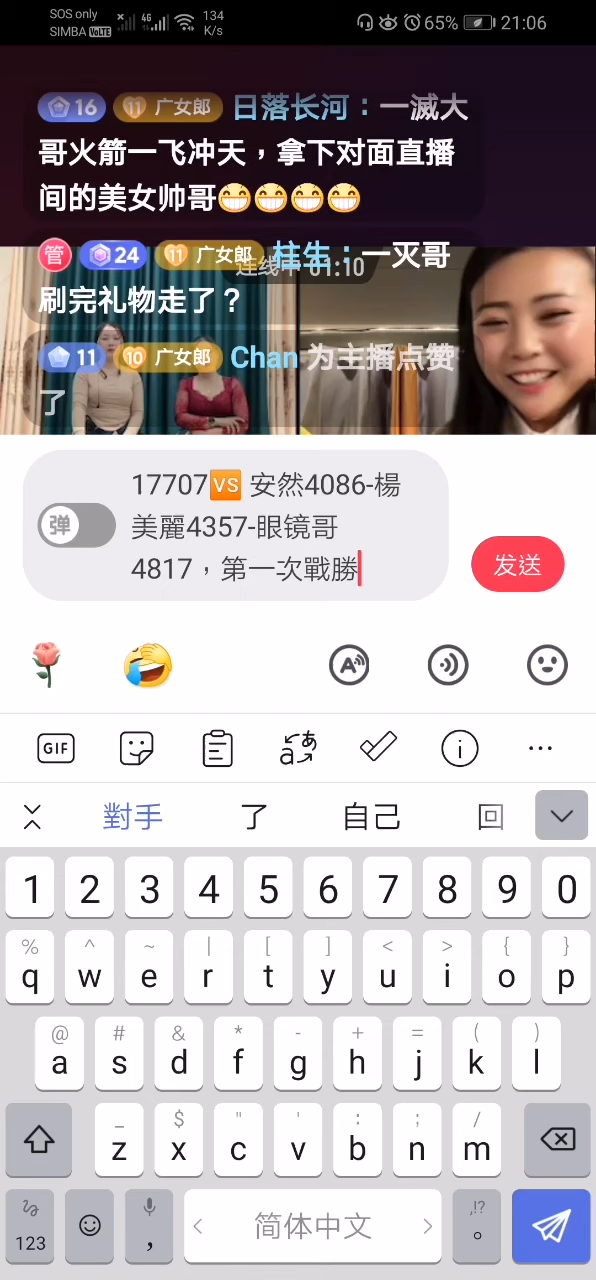 SOS only
SIMBA VoLTE
4G
134
K/s
65%
21:06
16 11 广女郎 日落长河：一滅大
哥火箭一飞冲天，拿下对面直播
间的美女帅哥😁😁😁😁
管 24 11 广女郎 柱生：一灭哥
连线中 01:10
刷完礼物走了？
11 10 广女郎 Chan 为主播点赞
了
17707🆚 安然4086-楊
弹 美麗4357-眼镜哥
4817，第一次戰勝
发送
A
GIF aあ i ...
對手 了 自己 回
1 2 3 4 5 6 7 8 9 0
% ^ ~ | [ ] < > { }
q w e r t y u i o p
@ # & * - + = ( )
a s d f g h j k l
_ $ " ' : ; /
z x c v b n m
,!?
123 , < 简体中文 > 。